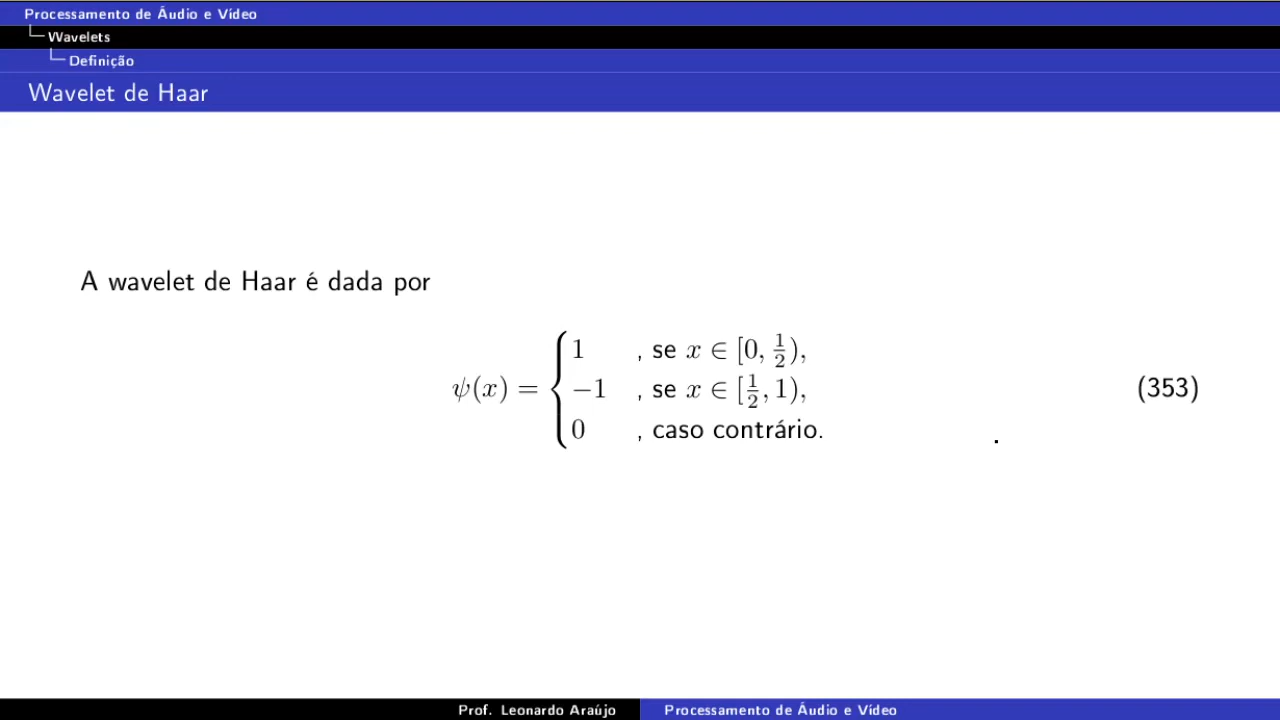 Processamento de Áudio e Vídeo
Wavelets
Definição
Wavelet de Haar
A wavelet de Haar é dada por
ψ(x) = { 1 , se x ∈ [0, 1/2),
−1 , se x ∈ [1/2, 1),
0 , caso contrário.
(353)
.
Prof. Leonardo Araújo
Processamento de Áudio e Vídeo